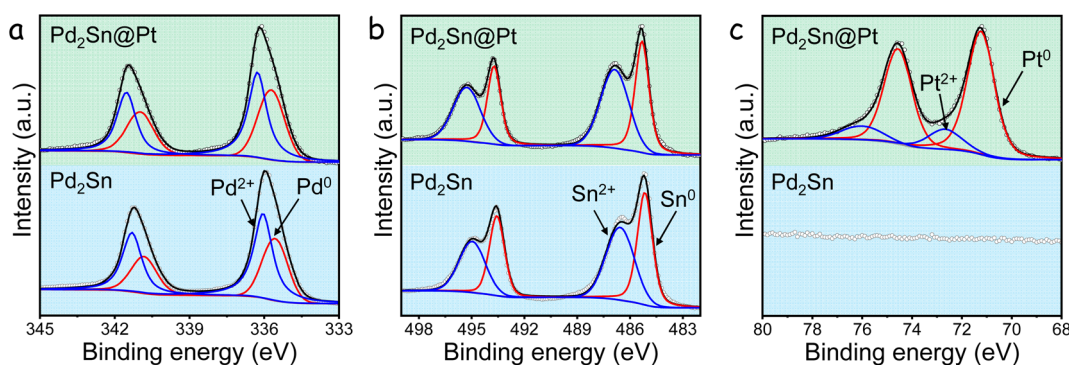 a
Pd₂Sn@Pt
Pd₂Sn
Pd²⁺
Pd⁰
Intensity (a.u.)
345 342 339 336 333
Binding energy (eV)
b
Pd₂Sn@Pt
Pd₂Sn
Sn²⁺
Sn⁰
Intensity (a.u.)
498 495 492 489 486 483
Binding energy (eV)
c
Pd₂Sn@Pt
Pt²⁺
Pt⁰
Pd₂Sn
Intensity (a.u.)
80 78 76 74 72 70 68
Binding energy (eV)